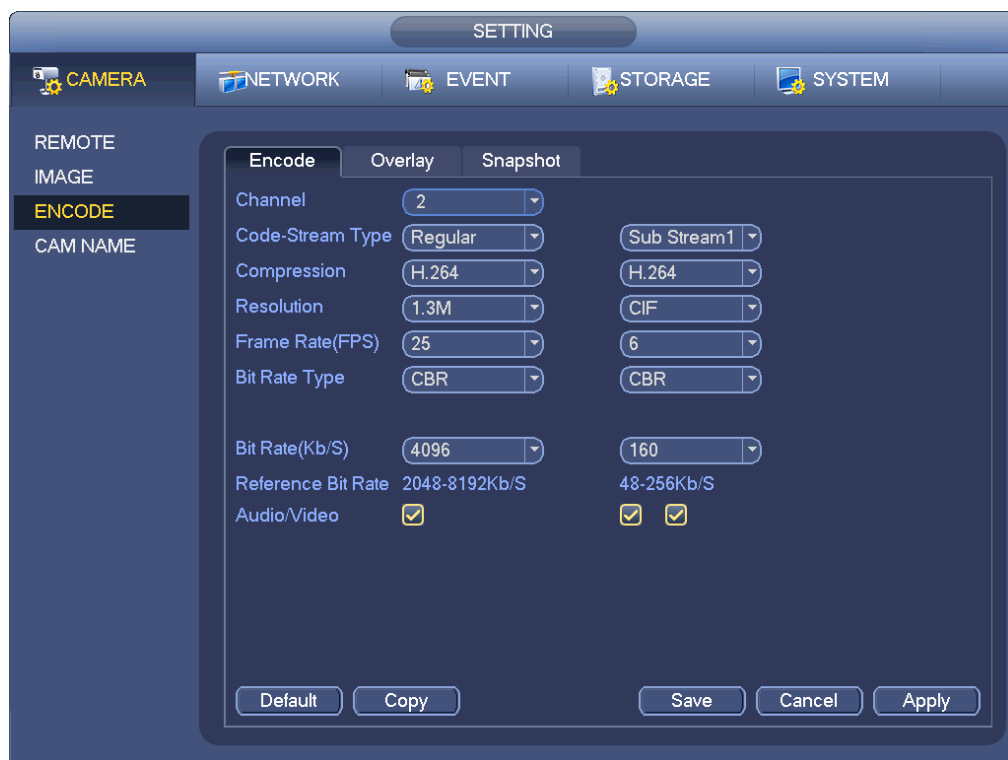 SETTING
CAMERA NETWORK EVENT STORAGE SYSTEM
REMOTE
IMAGE
ENCODE
CAM NAME
Encode Overlay Snapshot
Channel 2
Code-Stream Type Regular Sub Stream1
Compression H.264 H.264
Resolution 1.3M CIF
Frame Rate(FPS) 25 6
Bit Rate Type CBR CBR
Bit Rate(Kb/S) 4096 160
Reference Bit Rate 2048-8192Kb/S 48-256Kb/S
Audio/Video
Default Copy Save Cancel Apply